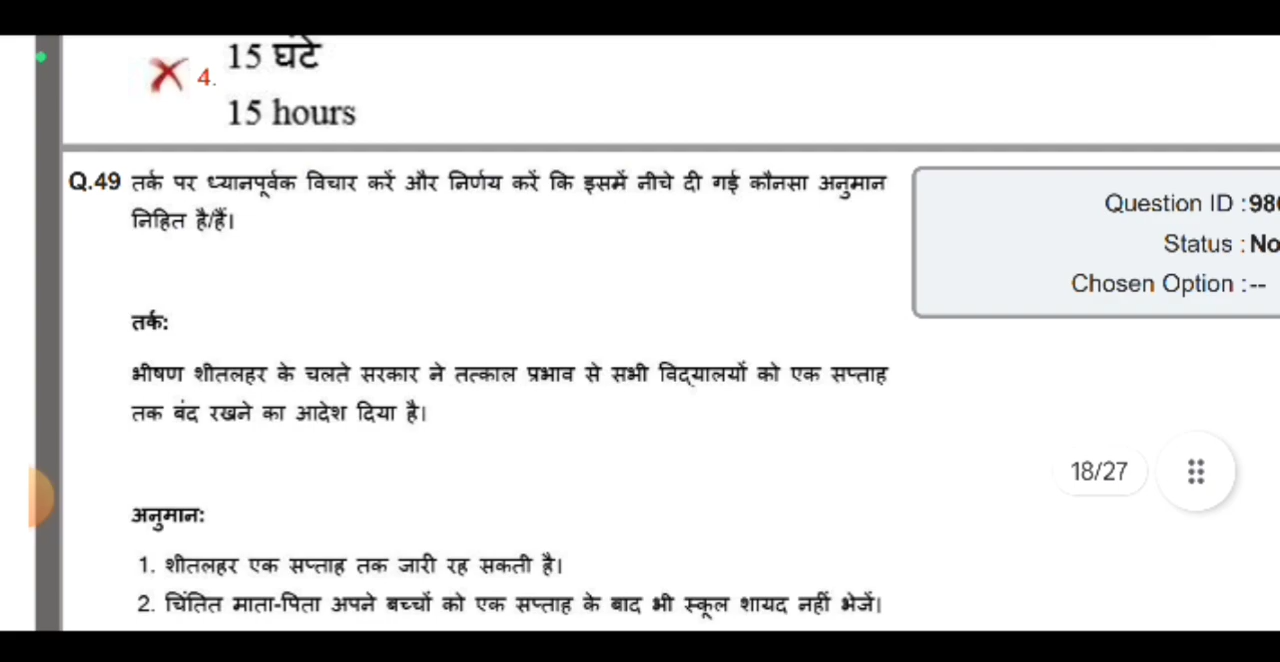 15 घंटे
4.
15 hours
Q.49 तर्क पर ध्यानपूर्वक विचार करें और निर्णय करें कि इसमें नीचे दी गई कौनसा अनुमान
निहित है/हैं।
Question ID :98
Status : No
Chosen Option :--
तर्क:
भीषण शीतलहर के चलते सरकार ने तत्काल प्रभाव से सभी विद्यालयों को एक सप्ताह
तक बंद रखने का आदेश दिया है।
18/27
अनुमान:
1. शीतलहर एक सप्ताह तक जारी रह सकती है।
2. चिंतित माता-पिता अपने बच्चों को एक सप्ताह के बाद भी स्कूल शायद नहीं भेजें।